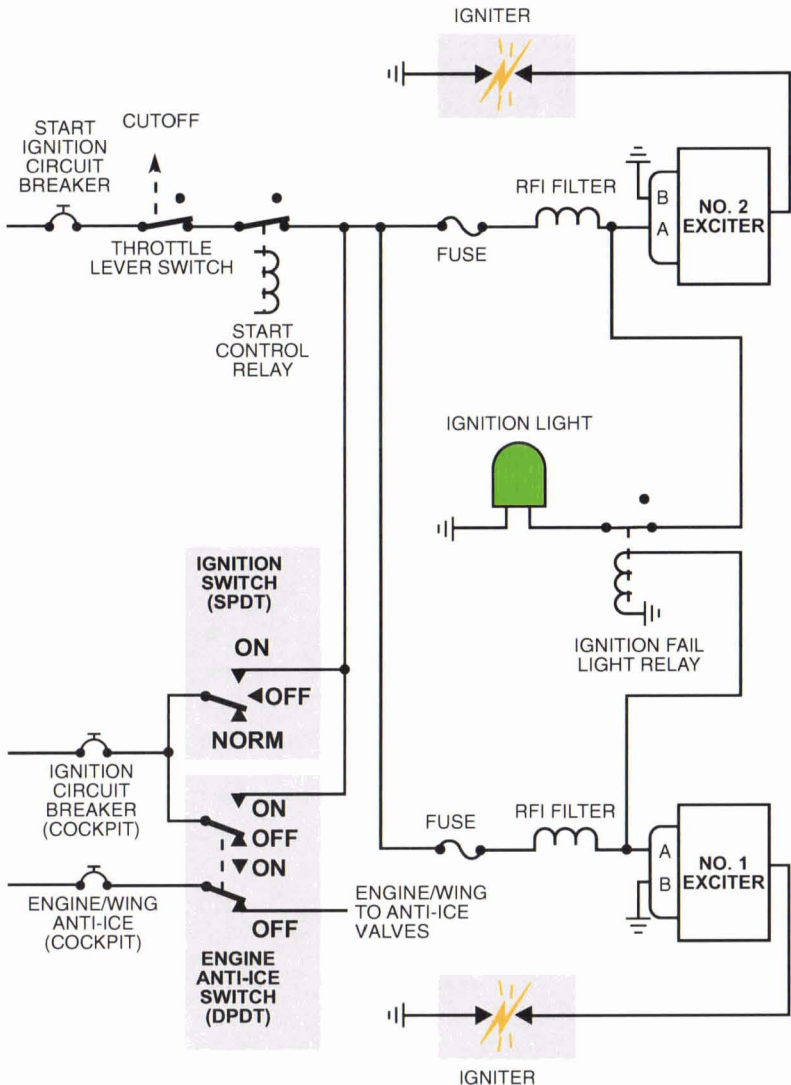 IGNITER
CUTOFF
START
IGNITION
CIRCUIT
BREAKER
THROTTLE
LEVER SWITCH
START
CONTROL
RELAY
FUSE
RFI FILTER
B
A
NO. 2
EXCITER
IGNITION LIGHT
IGNITION FAIL
LIGHT RELAY
IGNITION
SWITCH
(SPDT)
ON
OFF
NORM
IGNITION
CIRCUIT
BREAKER
(COCKPIT)
ON
OFF
ON
OFF
ENGINE/WING
ANTI-ICE
(COCKPIT)
ENGINE/WING
TO ANTI-ICE
VALVES
ENGINE
ANTI-ICE
SWITCH
(DPDT)
FUSE
RFI FILTER
A
B
NO. 1
EXCITER
IGNITER